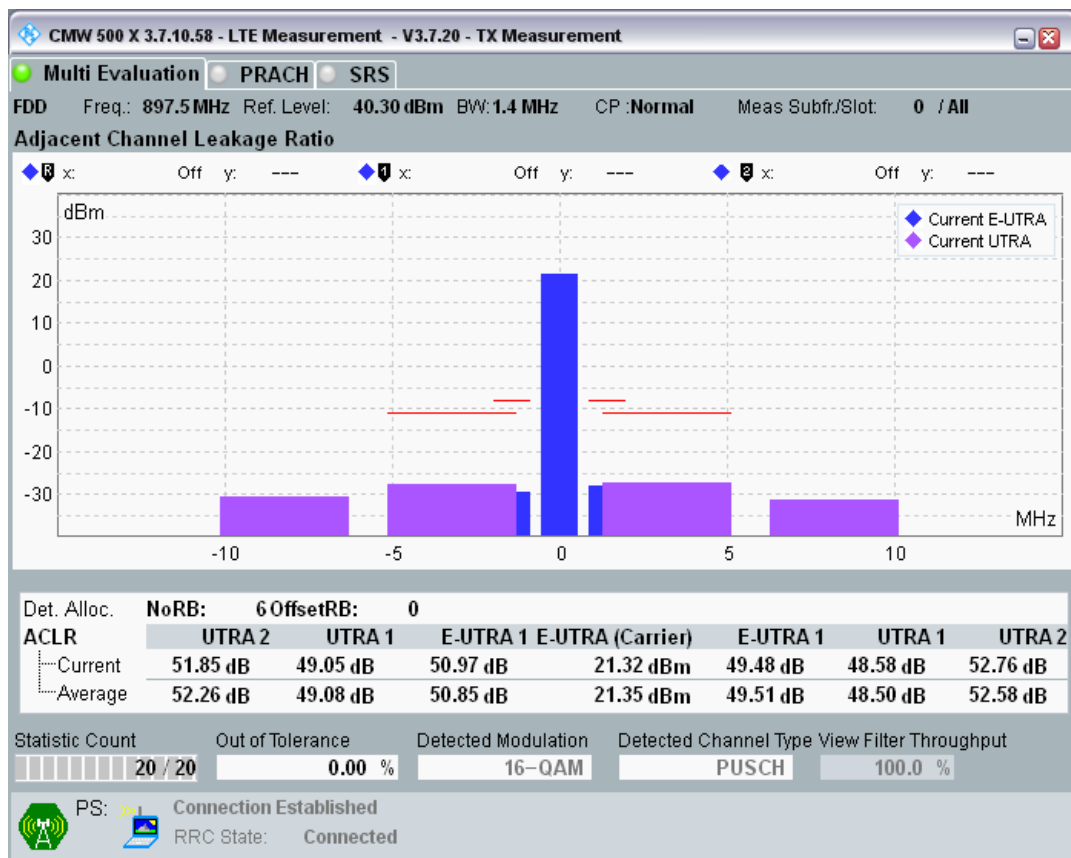 CMW 500 X 3.7.10.58 - LTE Measurement - V3.7.20 - TX Measurement
Multi Evaluation PRACH SRS
FDD Freq.: 897.5 MHz Ref. Level: 40.30 dBm BW: 1.4 MHz CP :Normal Meas Subfr./Slot: 0 / All
Adjacent Channel Leakage Ratio
R x: Off y: --- 1 x: Off y: --- 2 x: Off y: ---
dBm
Current E-UTRA
Current UTRA
30
20
10
0
-10
-20
-30
MHz
-10 -5 0 5 10
Det. Alloc. NoRB: 6 OffsetRB: 0
ACLR UTRA 2 UTRA 1 E-UTRA 1 E-UTRA (Carrier) E-UTRA 1 UTRA 1 UTRA 2
Current 51.85 dB 49.05 dB 50.97 dB 21.32 dBm 49.48 dB 48.58 dB 52.76 dB
Average 52.26 dB 49.08 dB 50.85 dB 21.35 dBm 49.51 dB 48.50 dB 52.58 dB
Statistic Count Out of Tolerance Detected Modulation Detected Channel Type View Filter Throughput
20 / 20 0.00 % 16-QAM PUSCH 100.0 %
PS: Connection Established
RRC State: Connected